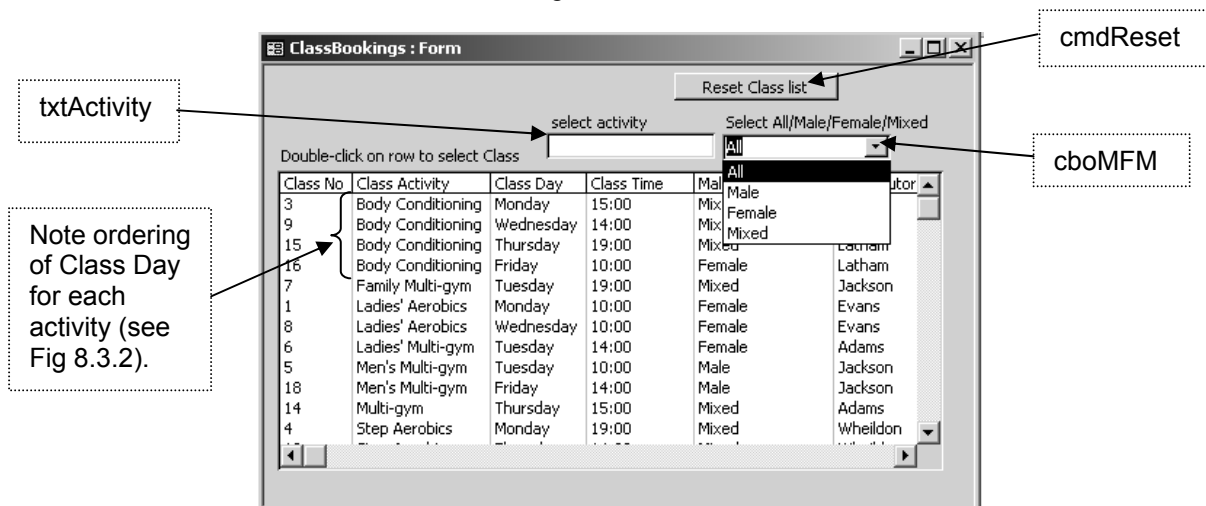 cmdReset
ClassBookings : Form
Reset Class list
txtActivity
select activity
Select All/Male/Female/Mixed
All
Double-click on row to select Class
All
Male
Female
Mixed
cboMFM
Class No Class Activity Class Day Class Time
3 Body Conditioning Monday 15:00
9 Body Conditioning Wednesday 14:00
15 Body Conditioning Thursday 19:00 Mixed Latham
16 Body Conditioning Friday 10:00 Female Latham
7 Family Multi-gym Tuesday 19:00 Mixed Jackson
1 Ladies' Aerobics Monday 10:00 Female Evans
8 Ladies' Aerobics Wednesday 10:00 Female Evans
6 Ladies' Multi-gym Tuesday 14:00 Female Adams
5 Men's Multi-gym Tuesday 10:00 Male Jackson
18 Men's Multi-gym Friday 14:00 Male Jackson
14 Multi-gym Thursday 15:00 Mixed Adams
4 Step Aerobics Monday 19:00 Mixed Wheildon
Note ordering
of Class Day
for each
activity (see
Fig 8.3.2).